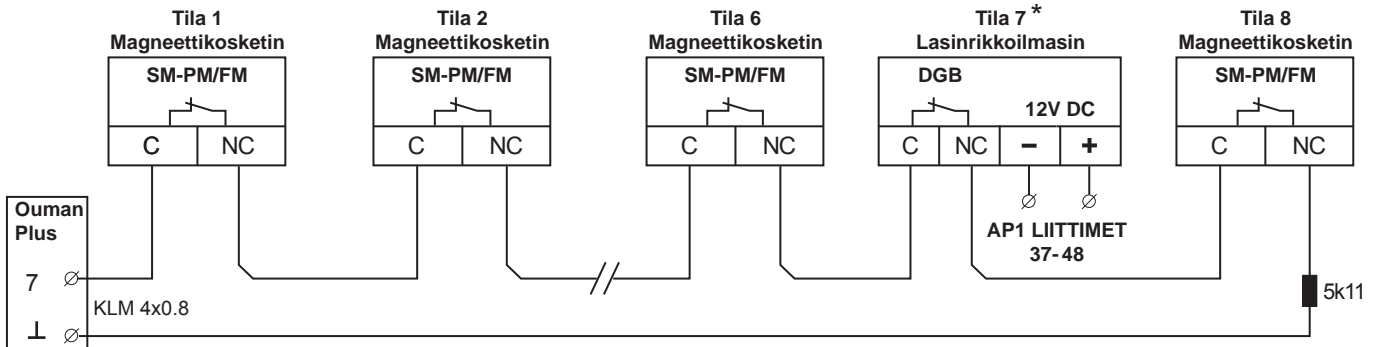 Tila 1
Magneettikosketin
SM-PM/FM
C NC
Tila 2
Magneettikosketin
SM-PM/FM
C NC
Tila 6
Magneettikosketin
SM-PM/FM
C NC
Tila 7*
Lasinrikkoilmasin
DGB
12V DC
C NC − +
AP1 LIITTIMET
37-48
Tila 8
Magneettikosketin
SM-PM/FM
C NC
Ouman
Plus
7
⊥
KLM 4x0.8
5k11